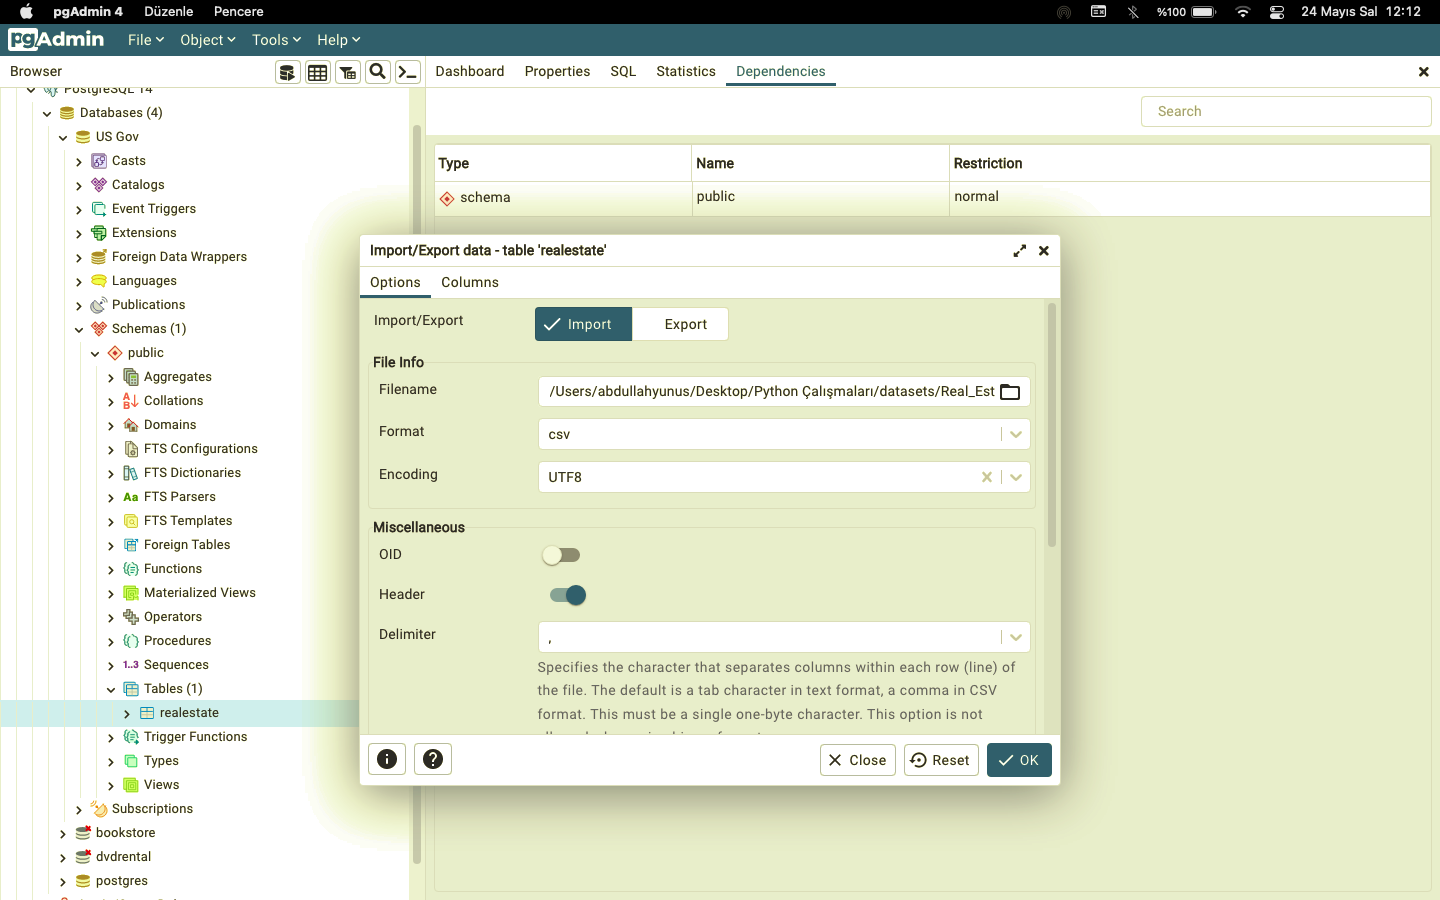 pgAdmin 4 Düzenle Pencere %100 24 Mayıs Sal 12:12
pgAdmin File Object Tools Help
Browser
Dashboard Properties SQL Statistics Dependencies
PostgreSQL 14
Databases (4)
US Gov
Casts
Catalogs
Event Triggers
Extensions
Foreign Data Wrappers
Languages
Publications
Schemas (1)
public
Aggregates
Collations
Domains
FTS Configurations
FTS Dictionaries
Aa FTS Parsers
FTS Templates
Foreign Tables
Functions
Materialized Views
Operators
Procedures
1..3 Sequences
Tables (1)
realestate
Trigger Functions
Types
Views
Subscriptions
bookstore
dvdrental
postgres
Search
Type Name Restriction
schema public normal
Import/Export data - table 'realestate'
Options Columns
Import/Export Import Export
File Info
Filename /Users/abdullahyunus/Desktop/Python Çalışmaları/datasets/Real_Est
Format csv
Encoding UTF8
Miscellaneous
OID
Header
Delimiter ,
Specifies the character that separates columns within each row (line) of
the file. The default is a tab character in text format, a comma in CSV
format. This must be a single one-byte character. This option is not
Close Reset OK